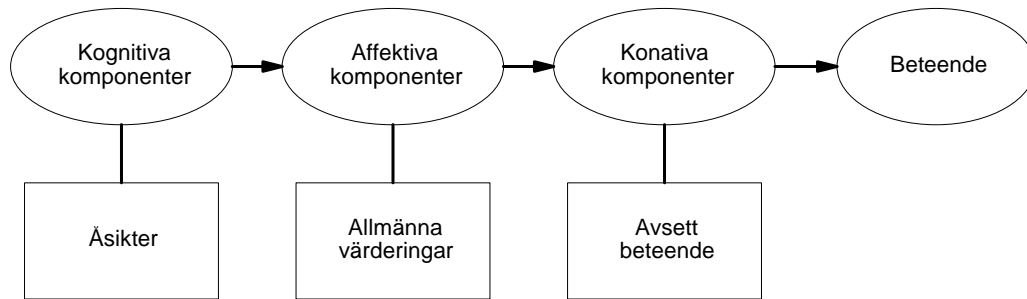 Kognitiva
komponenter
Affektiva
komponenter
Konativa
komponenter
Beteende
Åsikter
Allmänna
värderingar
Avsett
beteende